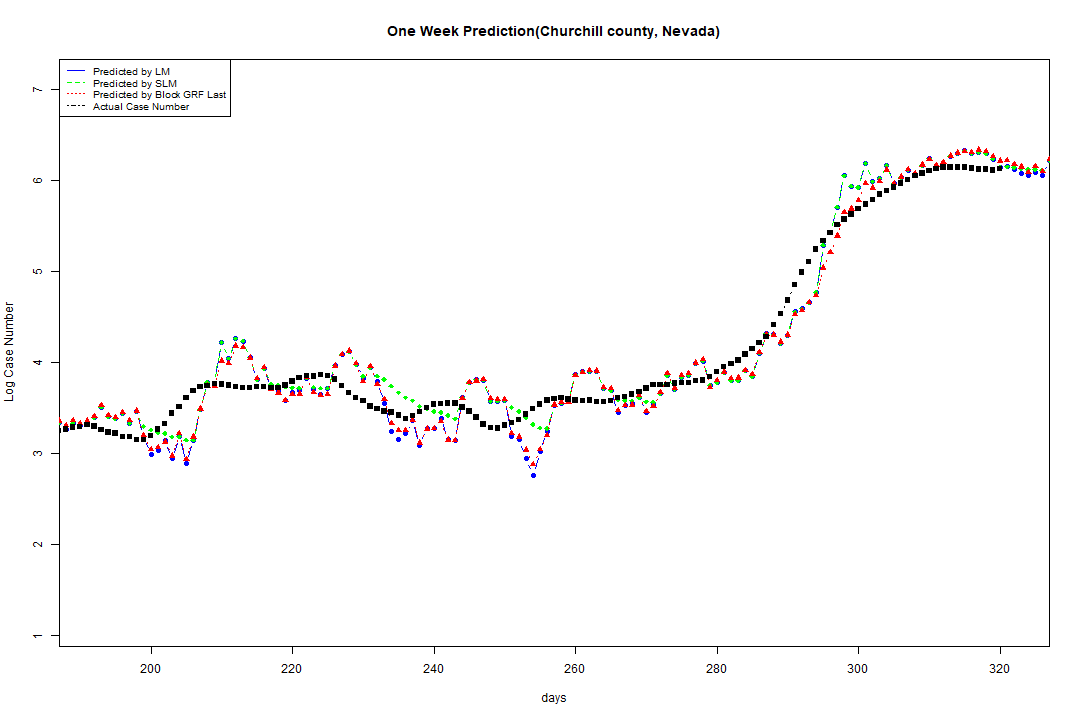 One Week Prediction(Churchill county, Nevada)
Predicted by LM
Predicted by SLM
Predicted by Block GRF Last
Actual Case Number
7
6
5
4
3
2
1
Log Case Number
200 220 240 260 280 300 320
days